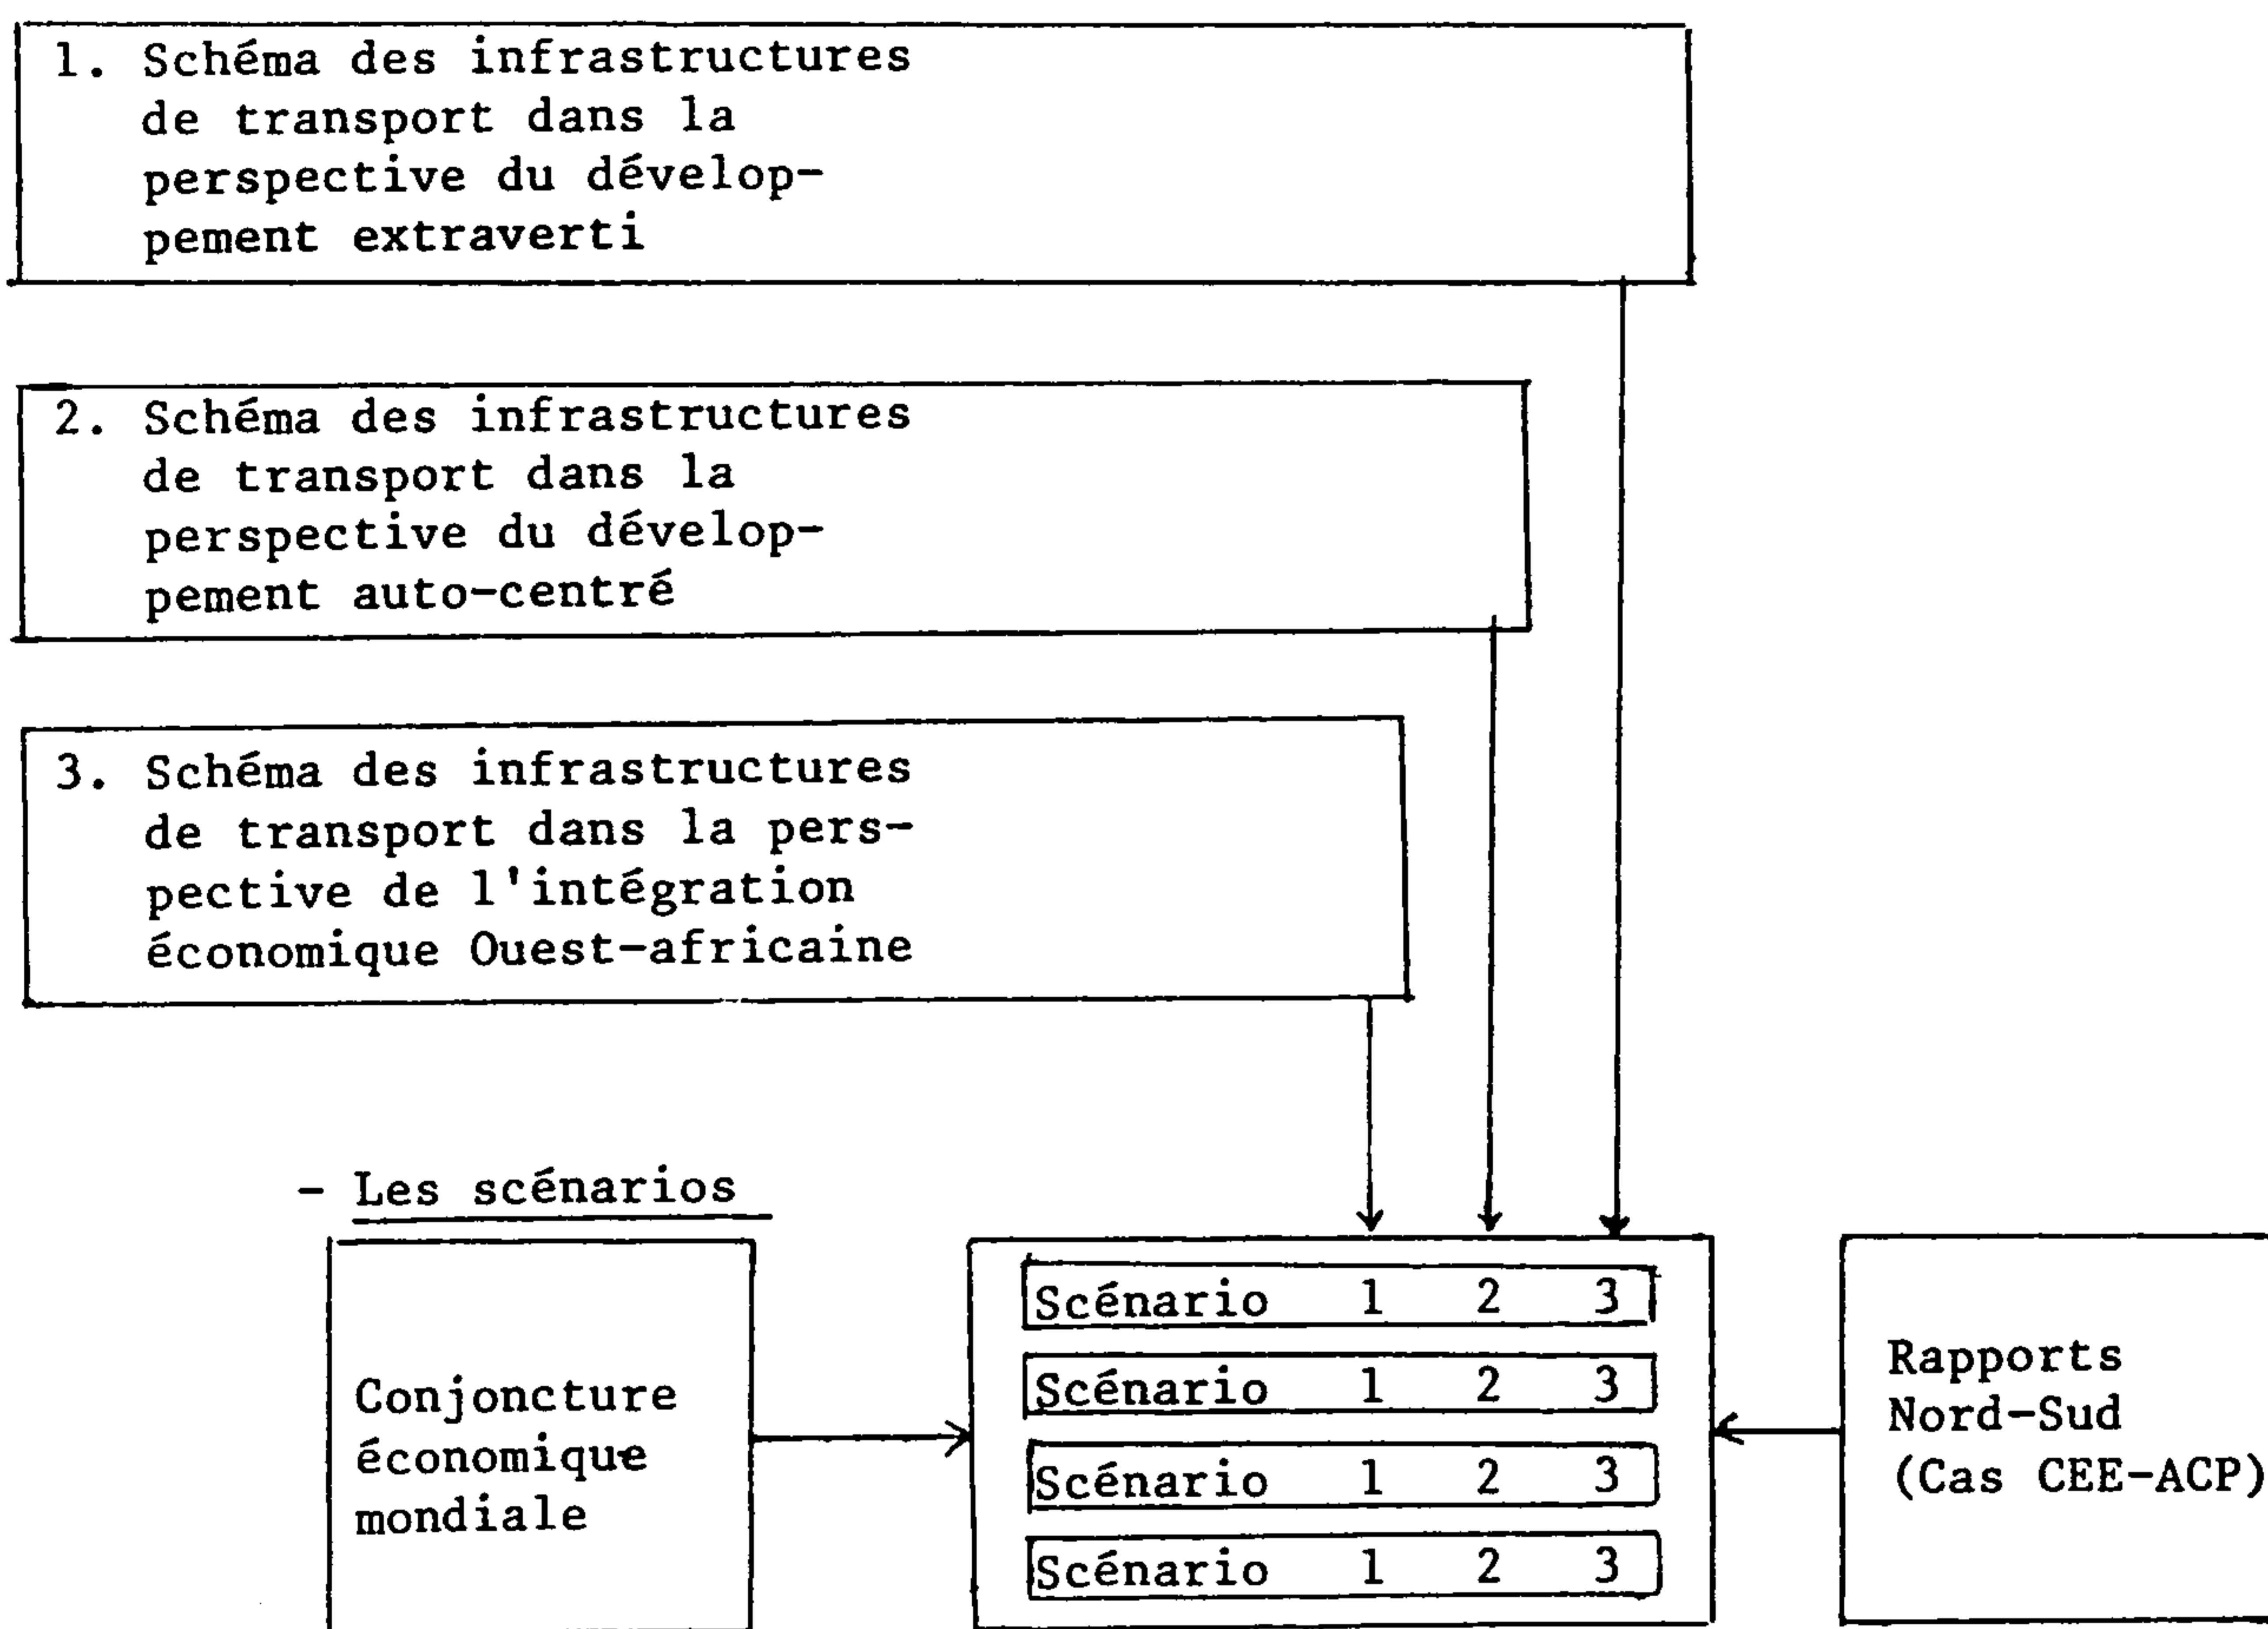 1. Schéma des infrastructures
de transport dans la
perspective du dévelop-
pement extraverti
2. Schéma des infrastructures
de transport dans la
perspective du dévelop-
pement auto-centré
3. Schéma des infrastructures
de transport dans la pers-
pective de l'intégration
économique Ouest-africaine
- Les scénarios
Conjoncture
économique
mondiale
Scénario 1 2 3
Scénario 1 2 3
Scénario 1 2 3
Scénario 1 2 3
Rapports
Nord-Sud
(Cas CEE-ACP)